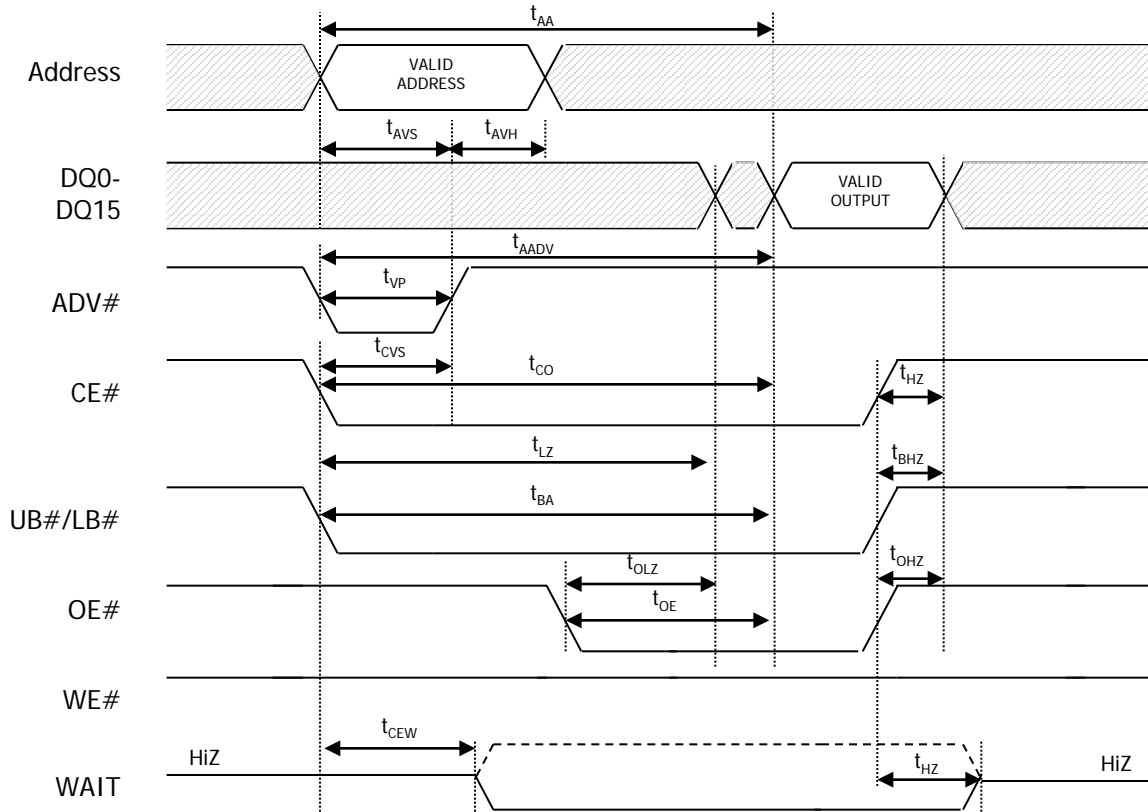 tAA
Address
VALID
ADDRESS
tAVS
tAVH
DQ0-
DQ15
VALID
OUTPUT
tAADV
ADV#
tVP
tCVS
CE#
tCO
tHZ
tLZ
tBHZ
UB#/LB#
tBA
tOLZ
tOHZ
OE#
tOE
WE#
tCEW
HiZ
WAIT
tHZ
HiZ